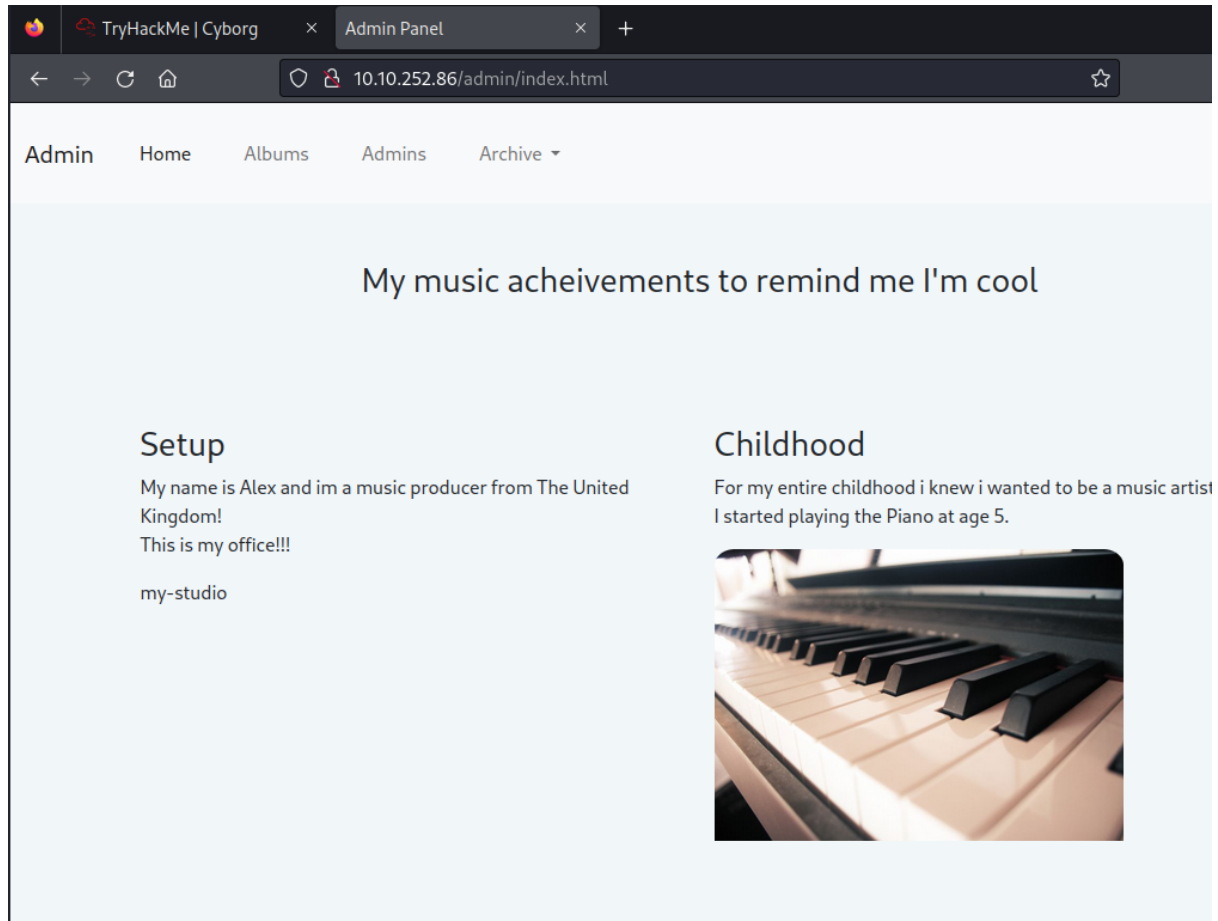 TryHackMe | Cyborg
Admin Panel
10.10.252.86/admin/index.html
Admin Home Albums Admins Archive
My music acheivements to remind me I'm cool
Setup
My name is Alex and im a music producer from The United
Kingdom!
This is my office!!!
my-studio
Childhood
For my entire childhood i knew i wanted to be a music artist
I started playing the Piano at age 5.